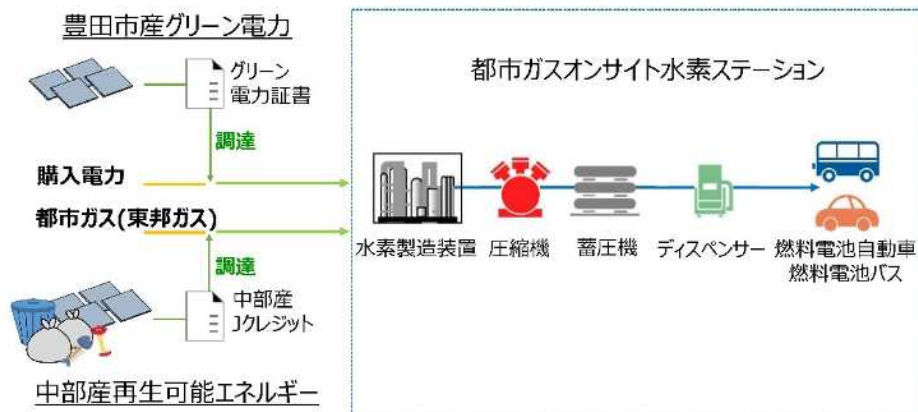 豊田市産グリーン電力
グリーン
電力証書
調達
購入電力
都市ガス(東邦ガス)
調達
中部産
Jクレジット
中部産再生可能エネルギー
都市ガスオンサイト水素ステーション
水素製造装置
圧縮機
蓄圧機
ディスペンサー
燃料電池自動車
燃料電池バス